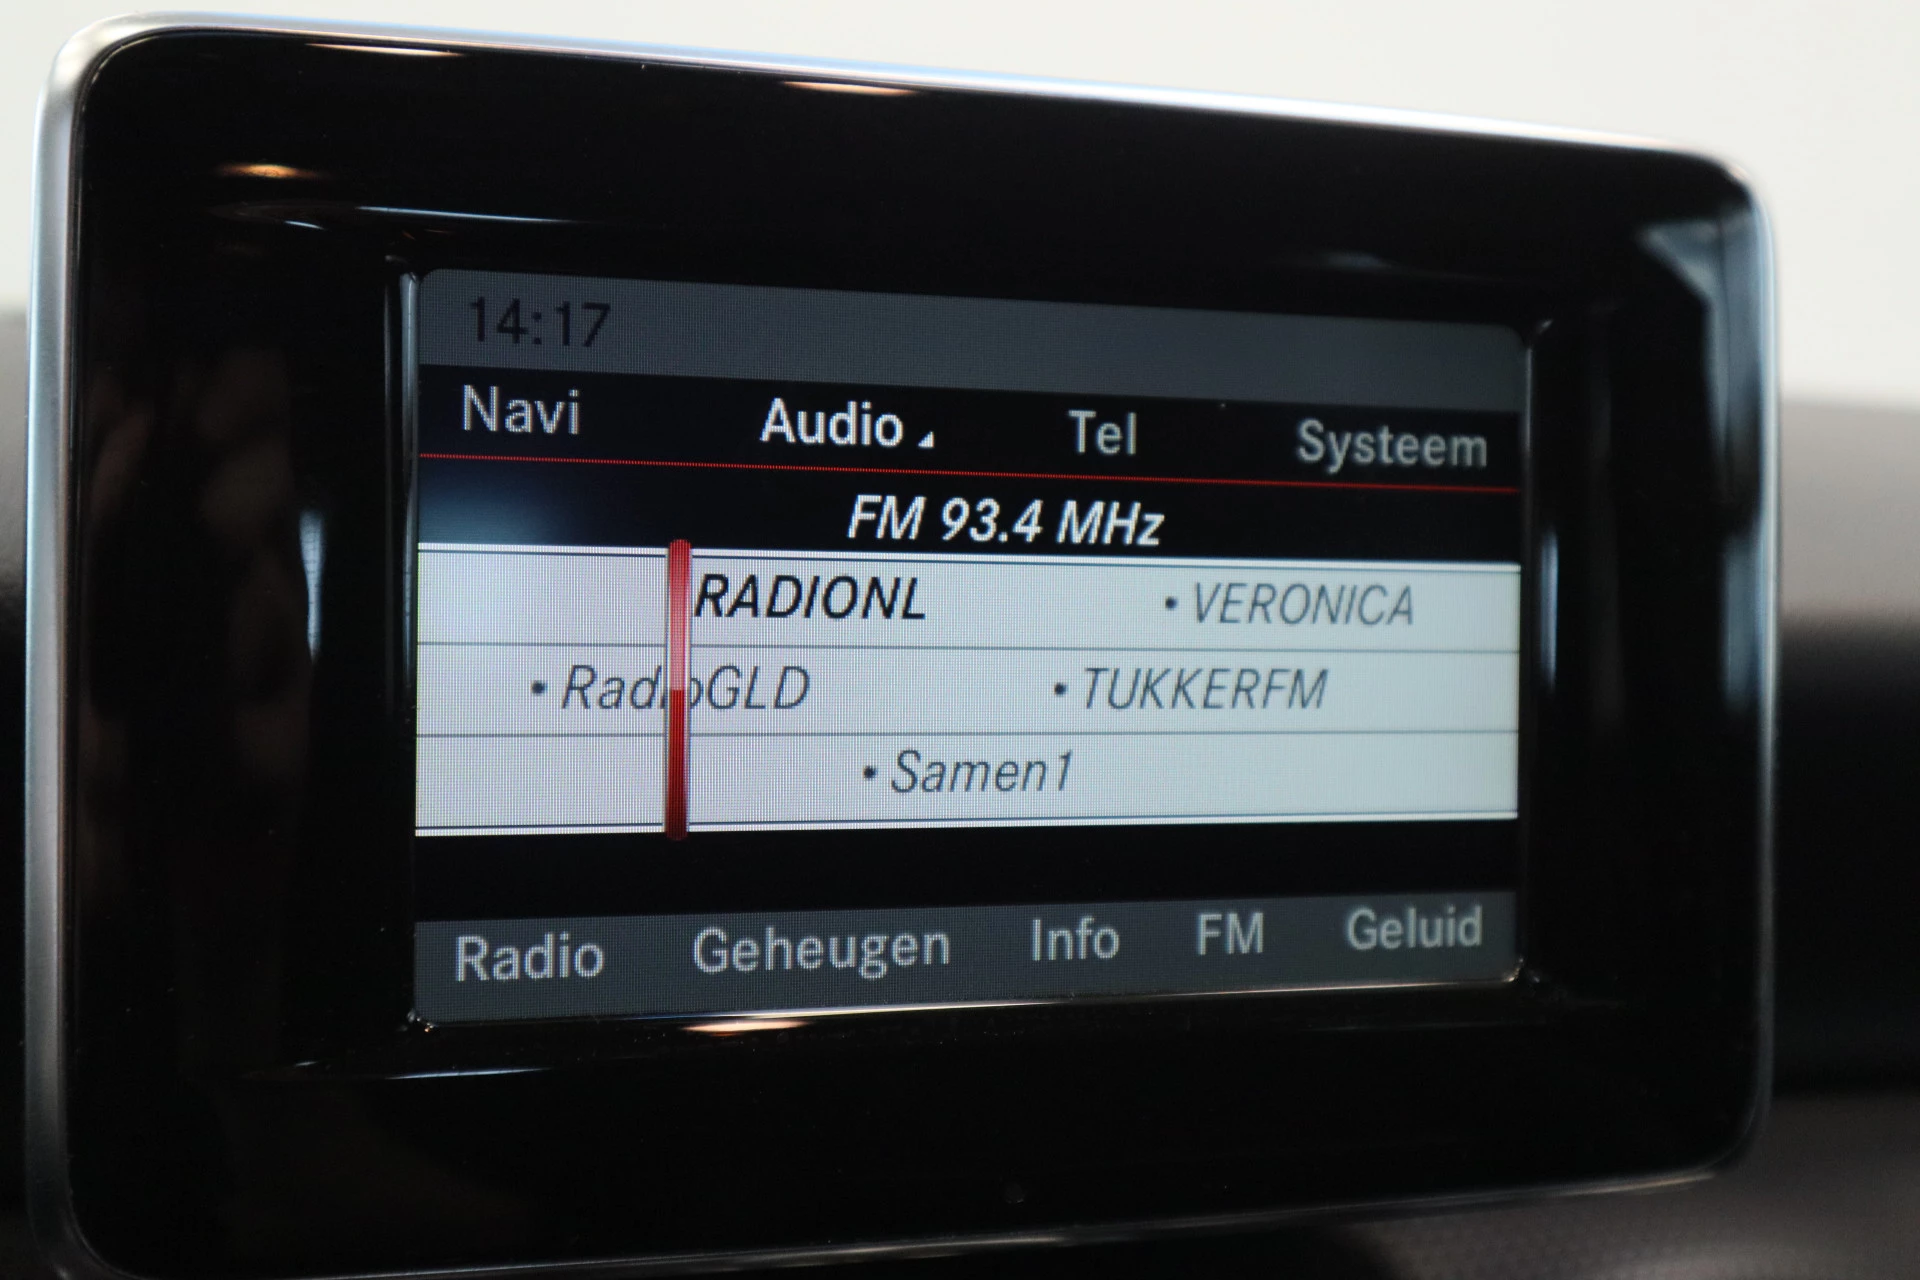 14:17
Navi Audio Tel Systeem
FM 93.4 MHz
RADIONL • VERONICA
• RadioGLD • TUKKERFM
• Samen1
Radio Geheugen Info FM Geluid